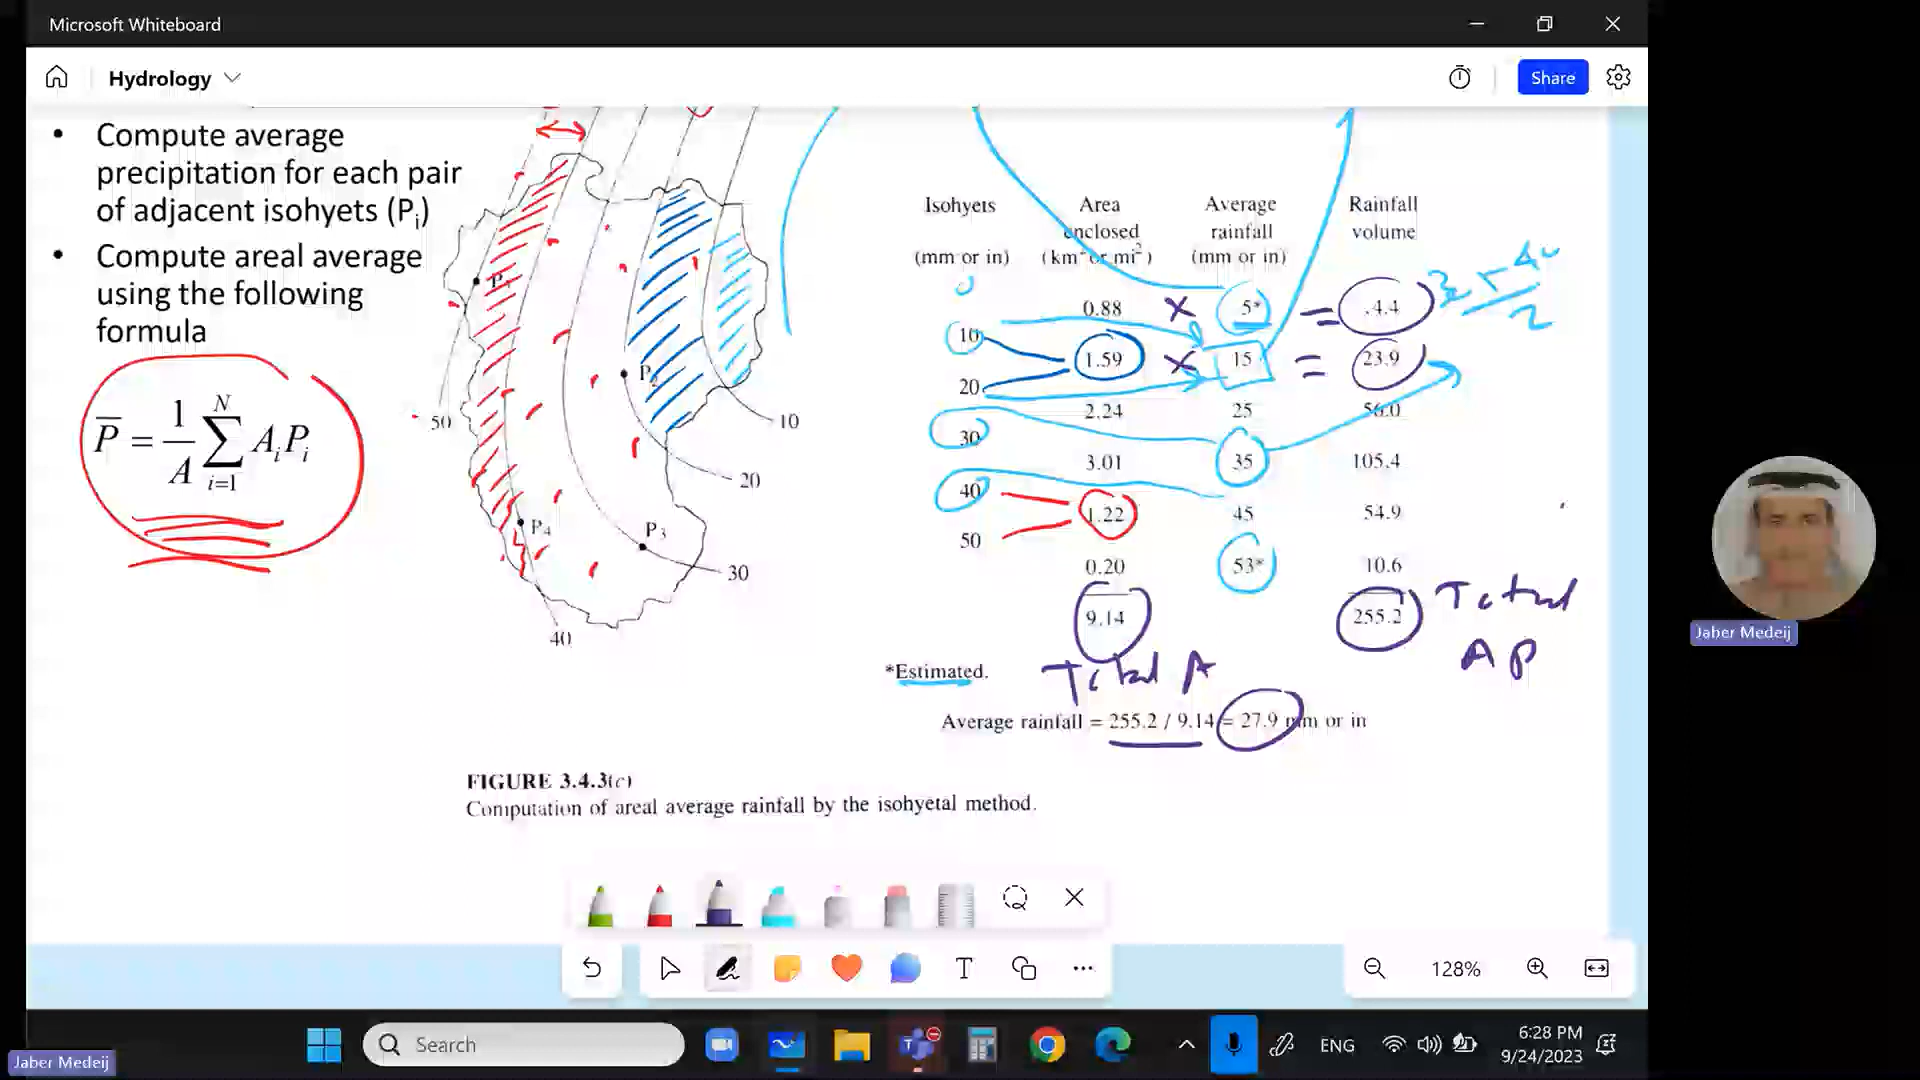 Microsoft Whiteboard
Hydrology
Share
• Compute average
precipitation for each pair
of adjacent isohyets (Pi)
• Compute areal average
using the following
formula
P = 1/A N∑i=1 AiPi
P2
P4
P3
50
10
20
30
40
Isohyets Area Average Rainfall
enclosed rainfall volume
(mm or in) (km² or mi²) (mm or in)
0
0.88 x 5* = 4.4
10
1.59 x 15 = 23.9
20
2.24 25 56.0
30
3.01 35 105.4
40
1.22 45 54.9
50
0.20 53* 10.6
9.14 255.2
Total
AP
*Estimated.
Total A
Average rainfall = 255.2 / 9.14 = 27.9 mm or in
FIGURE 3.4.3(c)
Computation of areal average rainfall by the isohyetal method.
128%
Search
ENG
6:28 PM
9/24/2023
Jaber Medeij
Jaber Medeij